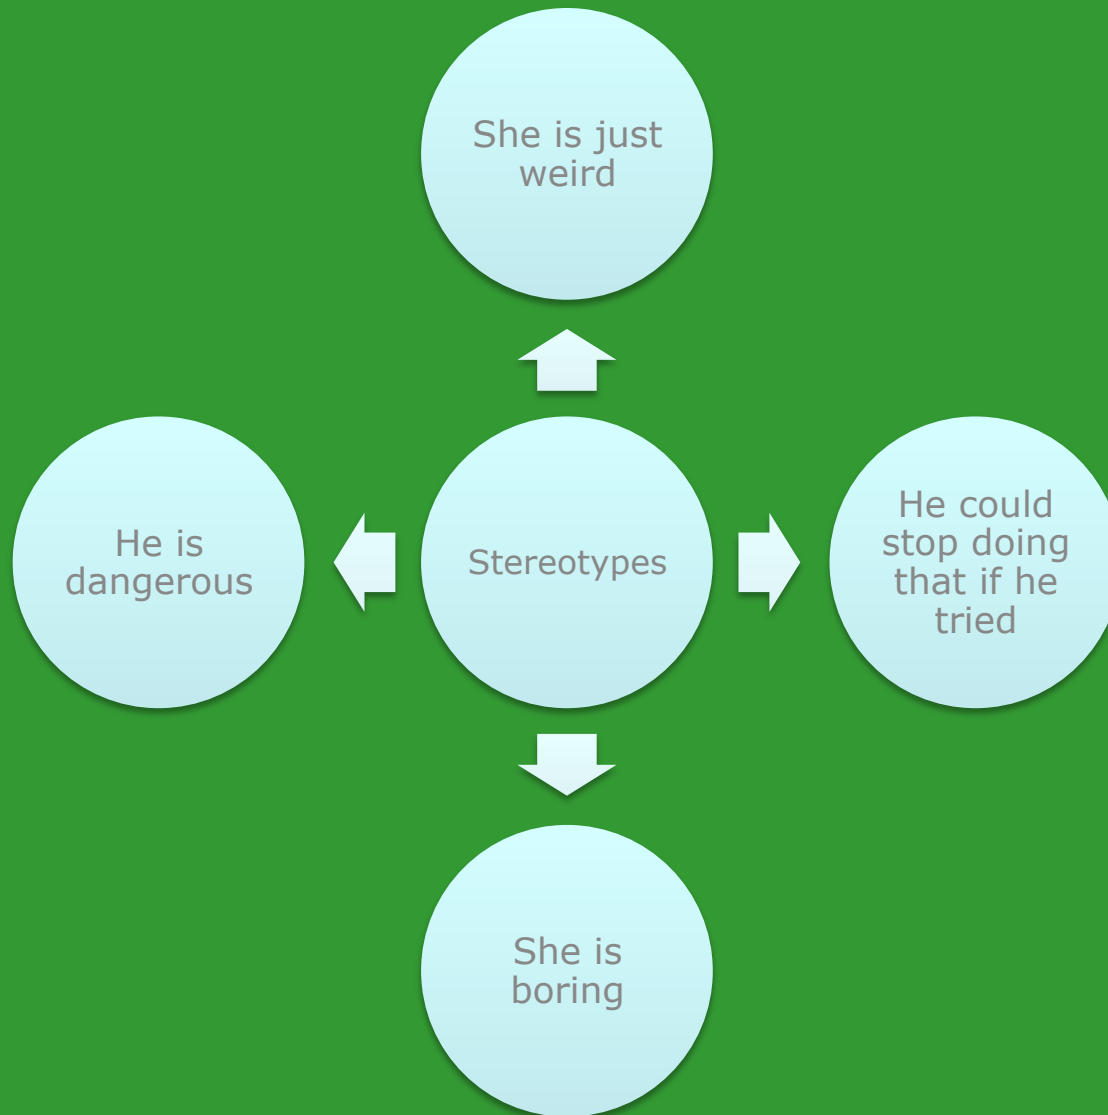 She is just
weird
He is
dangerous
Stereotypes
He could
stop doing
that if he
tried
She is
boring